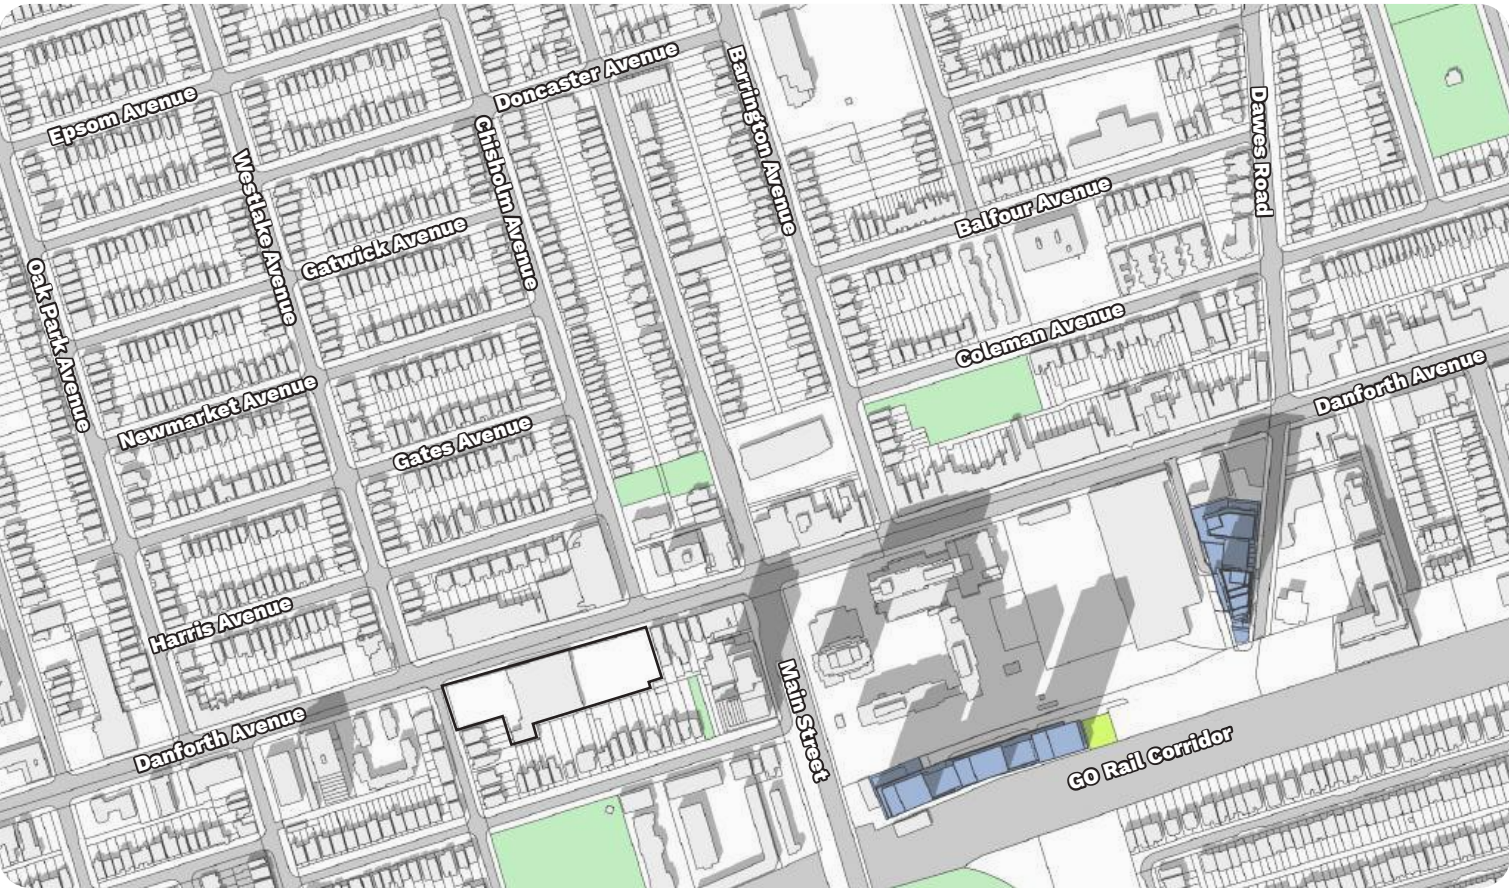 Epsom Avenue
Doncaster Avenue
Barrington Avenue
Dawes Road
Chisholm Avenue
Westlake Avenue
Balfour Avenue
Gatwick Avenue
Oak Park Avenue
Coleman Avenue
Newmarket Avenue
Danforth Avenue
Gates Avenue
Harris Avenue
Main Street
Danforth Avenue
GO Rail Corridor